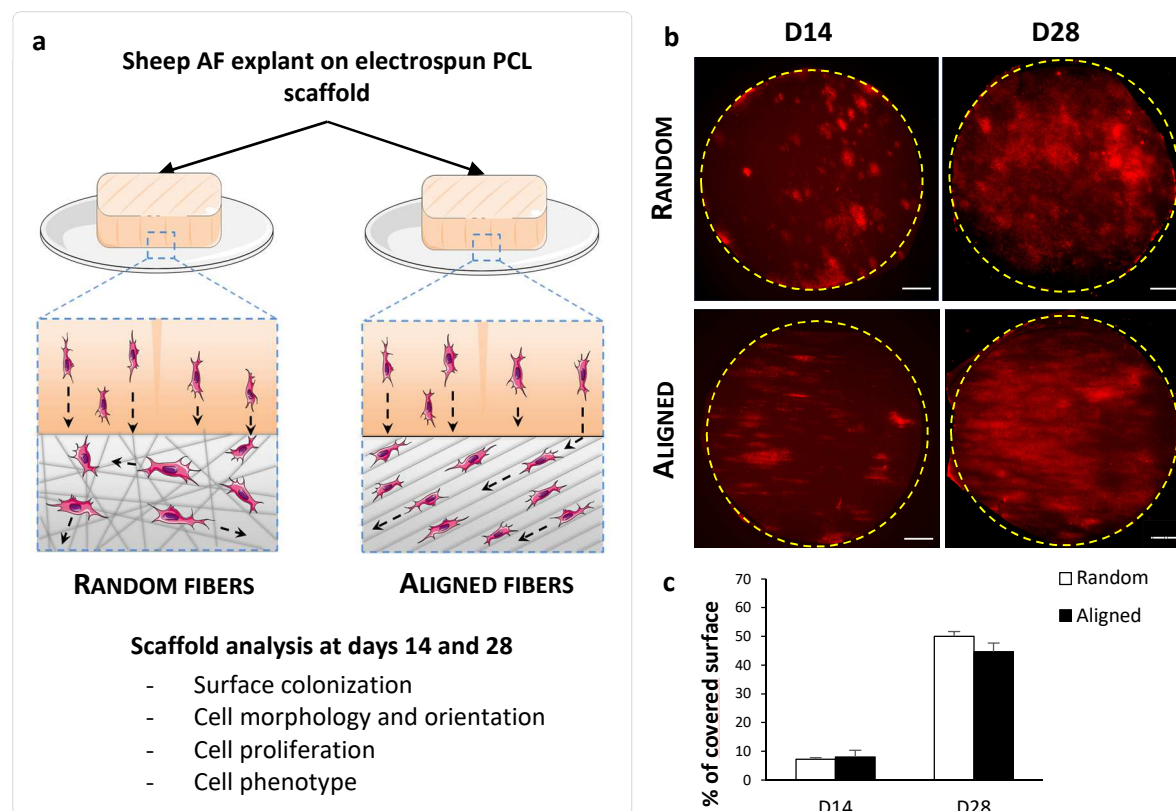 a
Sheep AF explant on electrospun PCL
scaffold
RANDOM FIBERS
ALIGNED FIBERS
Scaffold analysis at days 14 and 28
- Surface colonization
- Cell morphology and orientation
- Cell proliferation
- Cell phenotype
b
D14
D28
RANDOM
ALIGNED
c
% of covered surface
70
60
50
40
30
20
10
0
D14
D28
Random
Aligned